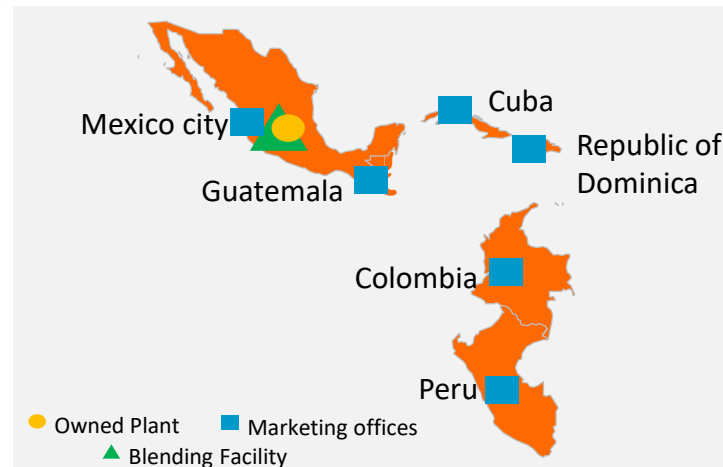 Cuba
Mexico city
Republic of
Dominica
Guatemala
Colombia
Peru
Owned Plant
Marketing offices
Blending Facility